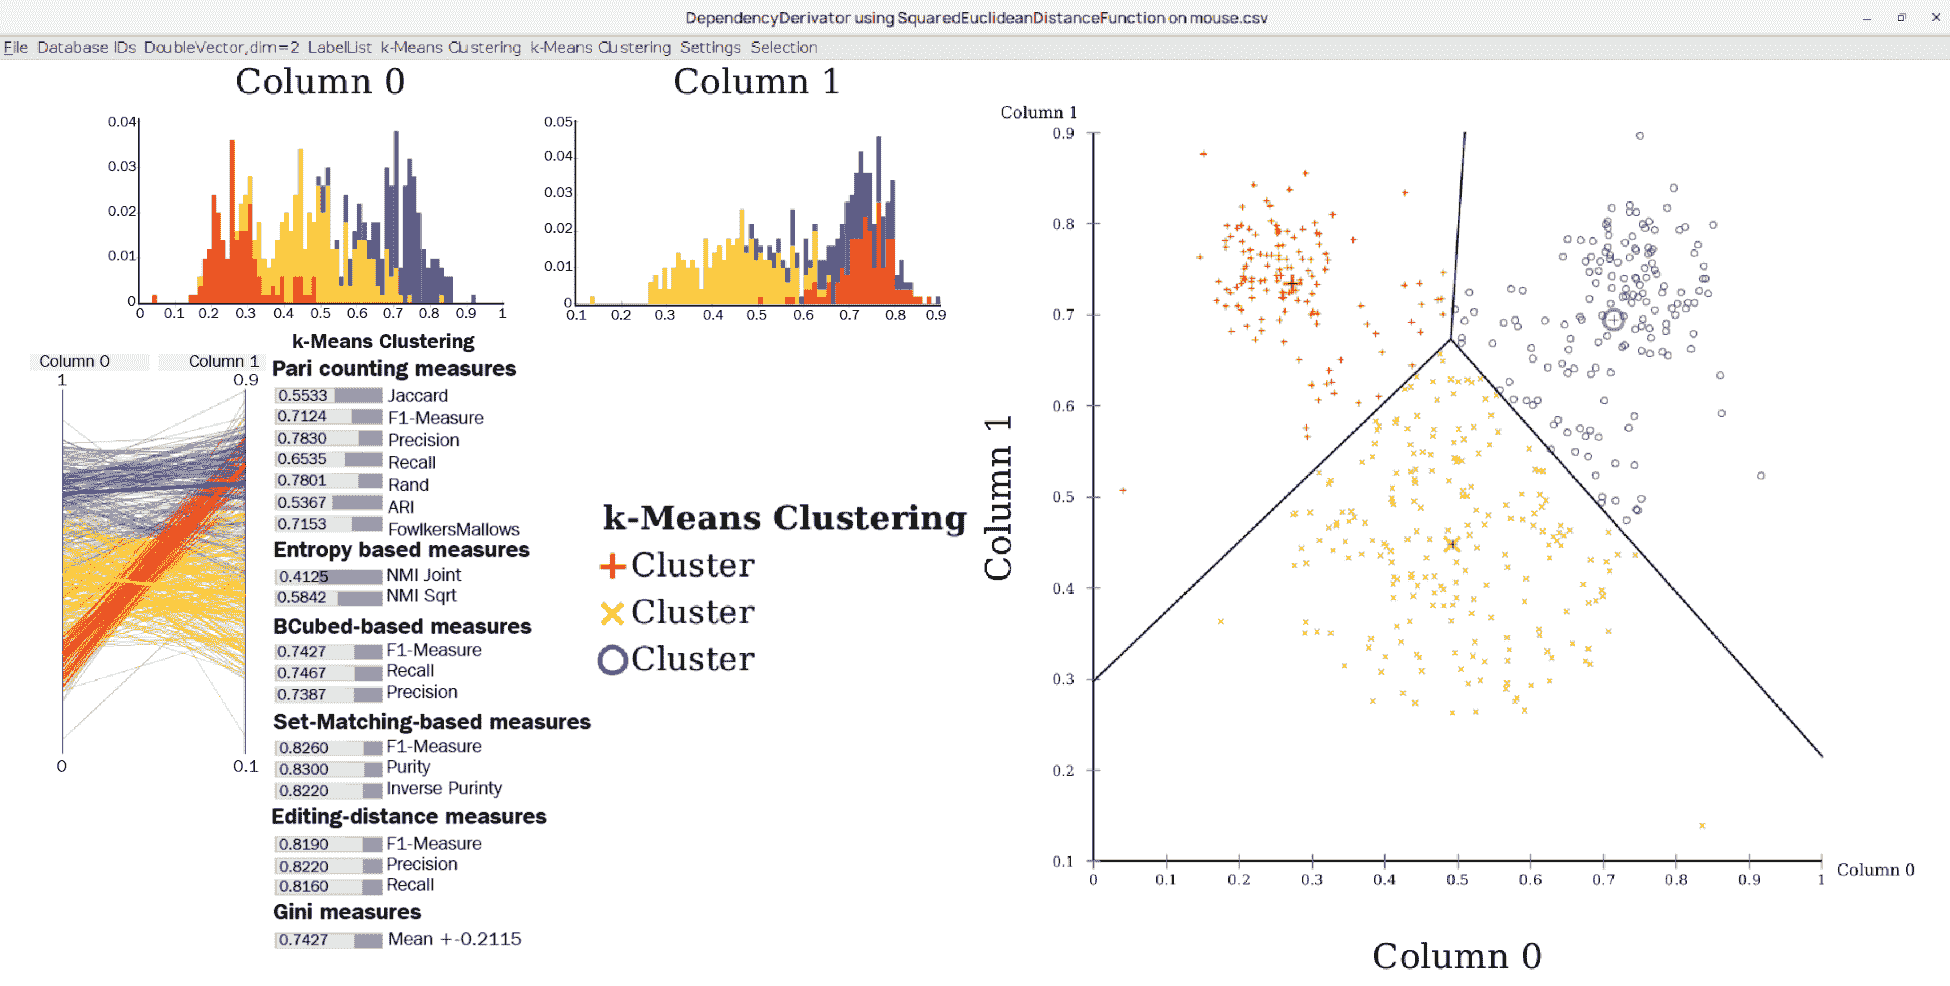 DependencyDerivator using SquaredEuclideanDistanceFunction on mouse.csv
File Database IDs DoubleVector,dim=2 LabelList k-Means Clustering k-Means Clustering Settings Selection
Column 0
0.04
0.03
0.02
0.01
0
0 0.1 0.2 0.3 0.4 0.5 0.6 0.7 0.8 0.9 1
Column 1
0.05
0.04
0.03
0.02
0.01
0
0.1 0.2 0.3 0.4 0.5 0.6 0.7 0.8 0.9
Column 0 Column 1
1 0.9
0 0.1
k-Means Clustering
Pari counting measures
0.5533 Jaccard
0.7124 F1-Measure
0.7830 Precision
0.6535 Recall
0.7801 Rand
0.5367 ARI
0.7153 FowlkersMallows
Entropy based measures
0.4125 NMI Joint
0.5842 NMI Sqrt
BCubed-based measures
0.7427 F1-Measure
0.7467 Recall
0.7387 Precision
Set-Matching-based measures
0.8260 F1-Measure
0.8300 Purity
0.8220 Inverse Purinty
Editing-distance measures
0.8190 F1-Measure
0.8220 Precision
0.8160 Recall
Gini measures
0.7427 Mean +-0.2115
k-Means Clustering
Cluster
Cluster
Cluster
Column 1
Column 1
0.9
0.8
0.7
0.6
0.5
0.4
0.3
0.2
0.1
0 0.1 0.2 0.3 0.4 0.5 0.6 0.7 0.8 0.9 1
Column 0
Column 0